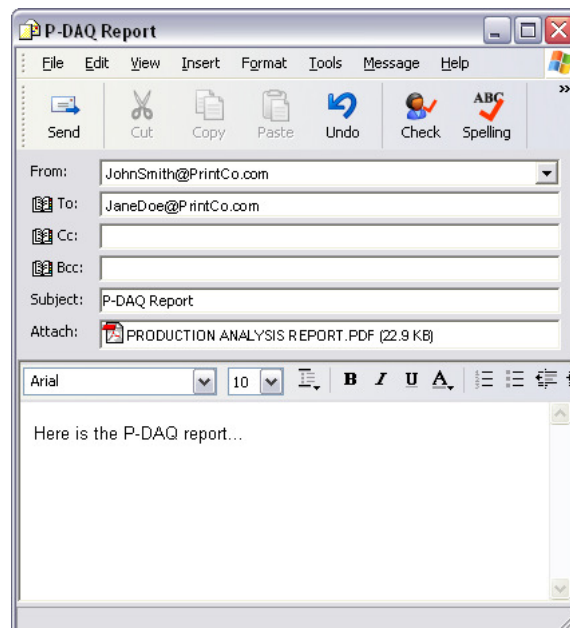 P-DAQ Report
File Edit View Insert Format Tools Message Help
ABC »
Send Cut Copy Paste Undo Check Spelling
From: JohnSmith@PrintCo.com
To: JaneDoe@PrintCo.com
Cc:
Bcc:
Subject: P-DAQ Report
Attach: PRODUCTION ANALYSIS REPORT.PDF (22.9 KB)
Arial 10 B I U A
Here is the P-DAQ report...